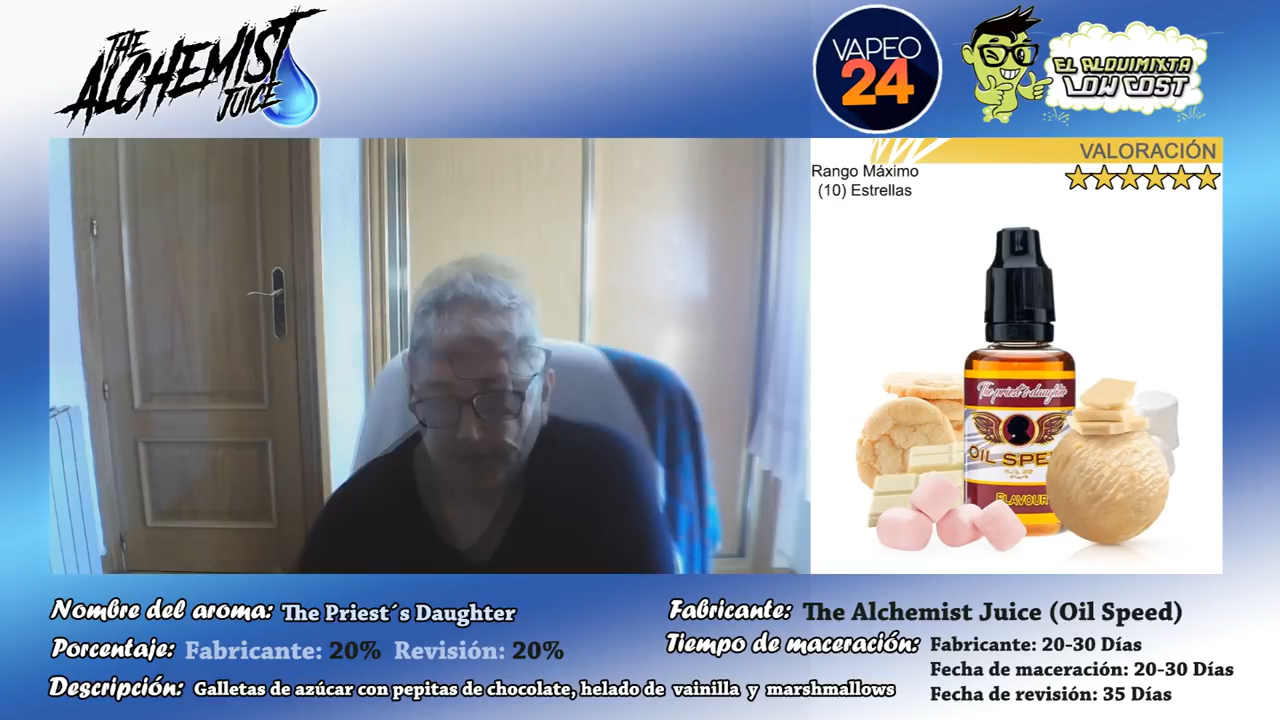 THE
ALCHEMIST
JUICE
VAPEO
24
EL ALQUIMIXTA
LOW COST
VALORACIÓN
Rango Máximo
(10) Estrellas
The priest's daughter
OIL SPE
FLAVOUR
Nombre del aroma: The Priest´s Daughter
Fabricante: The Alchemist Juice (Oil Speed)
Porcentaje: Fabricante: 20% Revisión: 20%
Tiempo de maceración: Fabricante: 20-30 Días
Fecha de maceración: 20-30 Días
Fecha de revisión: 35 Días
Descripción: Galletas de azúcar con pepitas de chocolate, helado de vainilla y marshmallows